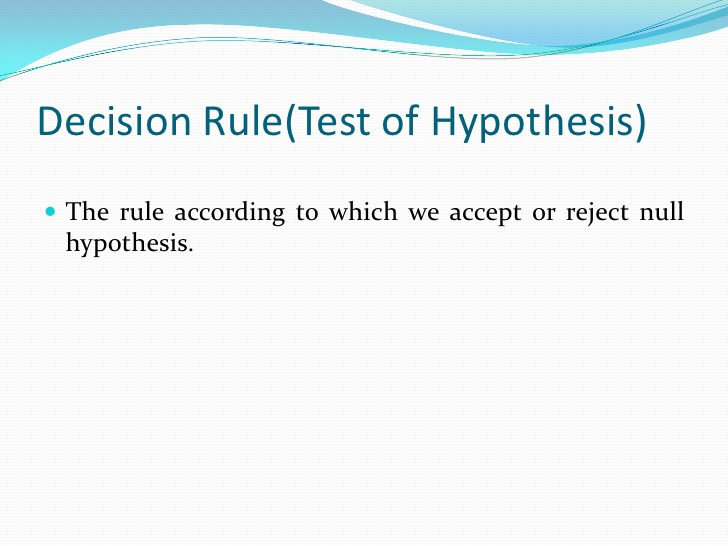 Decision Rule(Test of Hypothesis)
The rule according to which we accept or reject null
hypothesis.